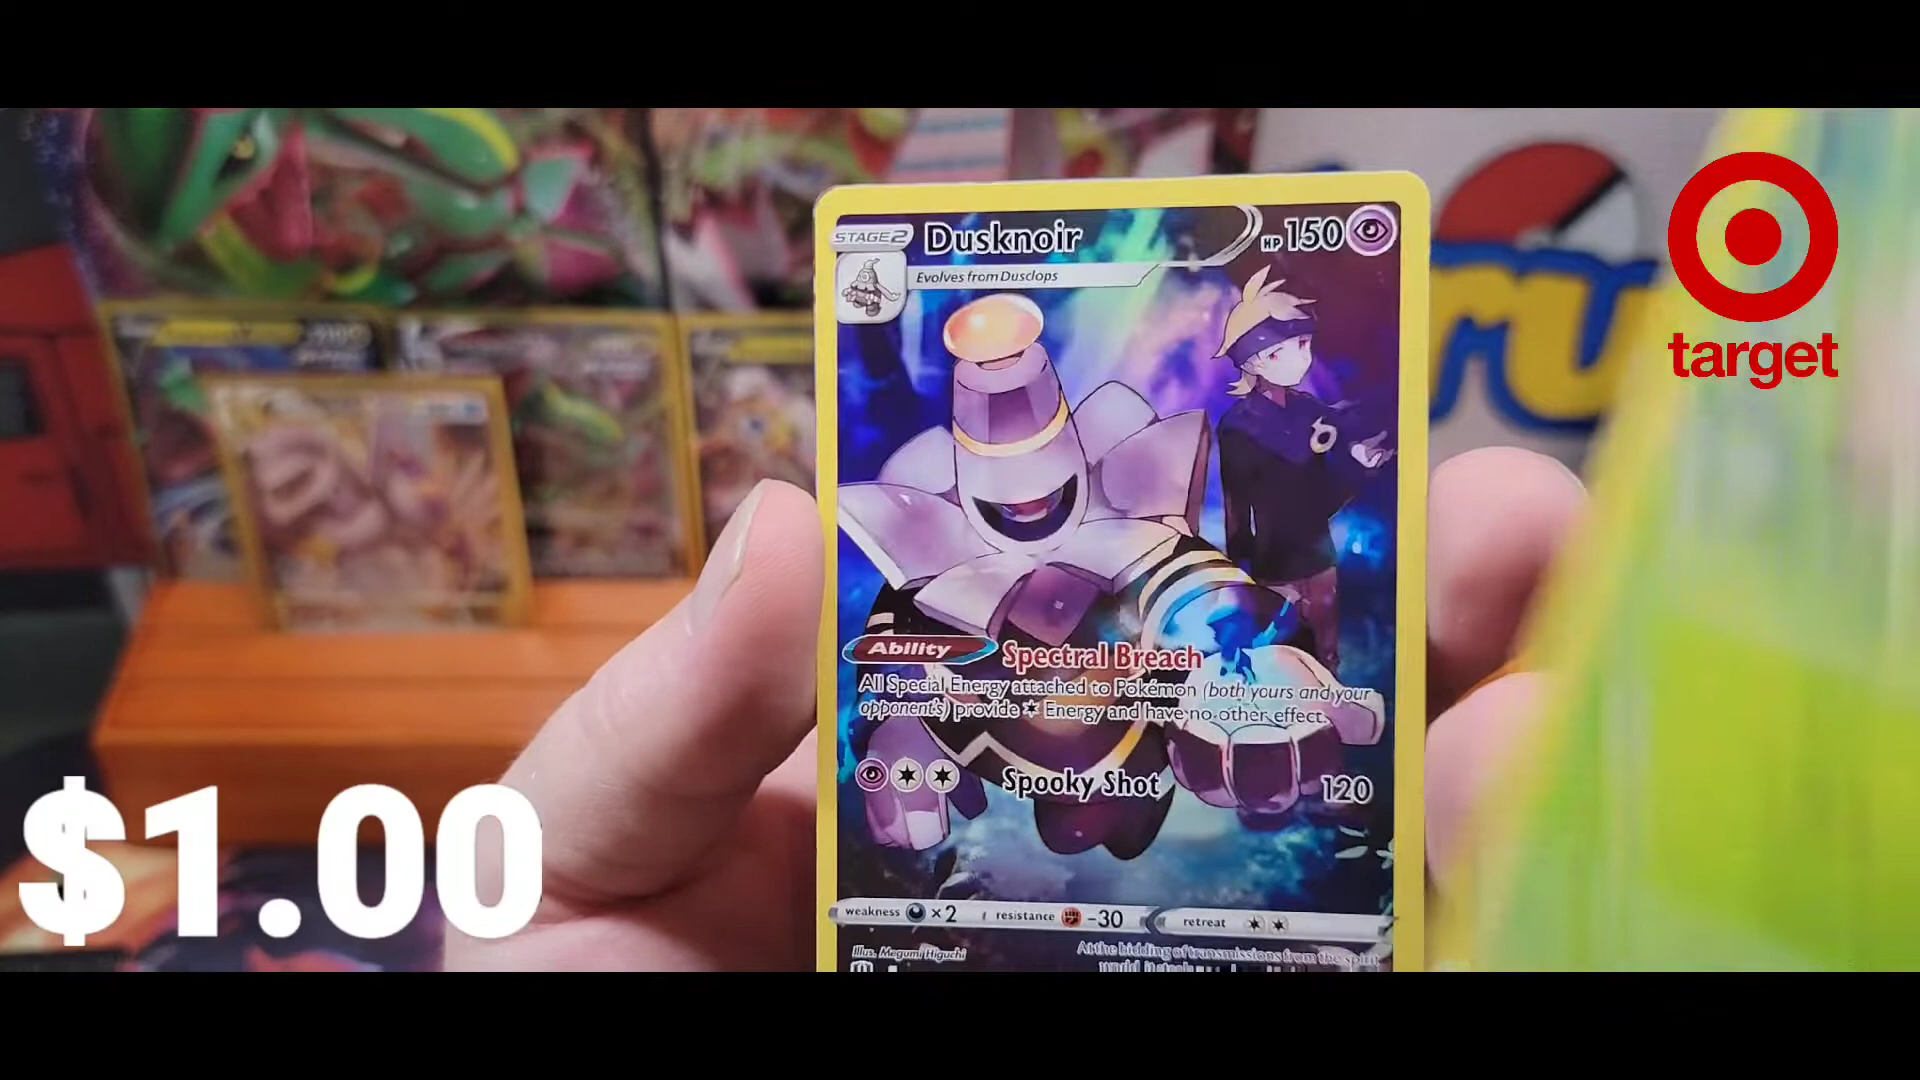 STAGE2
Dusknoir
HP 150
Evolves from Dusclops
target
Ability
Spectral Breach
All Special Energy attached to Pokémon (both yours and your
opponent's) provide Energy and have no other effect.
Spooky Shot
120
$1.00
weakness ×2
resistance -30
retreat
Illus. Megumi Higuchi
At the bidding of transmissions from the spirit